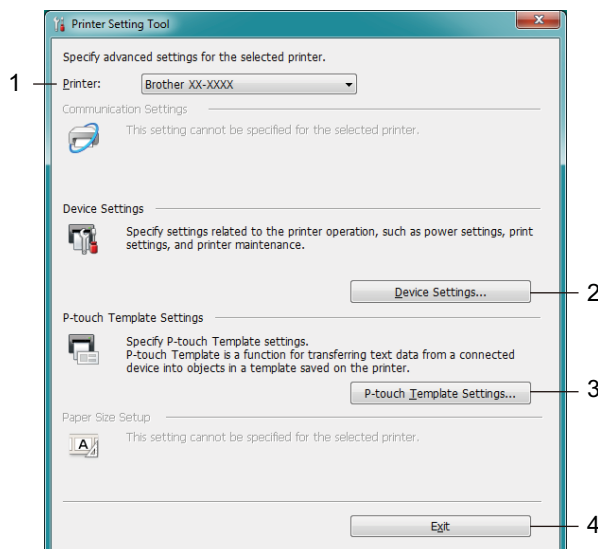 Printer Setting Tool
Specify advanced settings for the selected printer.
1
Printer: Brother XX-XXXX
Communication Settings
This setting cannot be specified for the selected printer.
Device Settings
Specify settings related to the printer operation, such as power settings, print
settings, and printer maintenance.
Device Settings...
2
P-touch Template Settings
Specify P-touch Template settings.
P-touch Template is a function for transferring text data from a connected
device into objects in a template saved on the printer.
P-touch Template Settings...
3
Paper Size Setup
This setting cannot be specified for the selected printer.
A
Exit
4